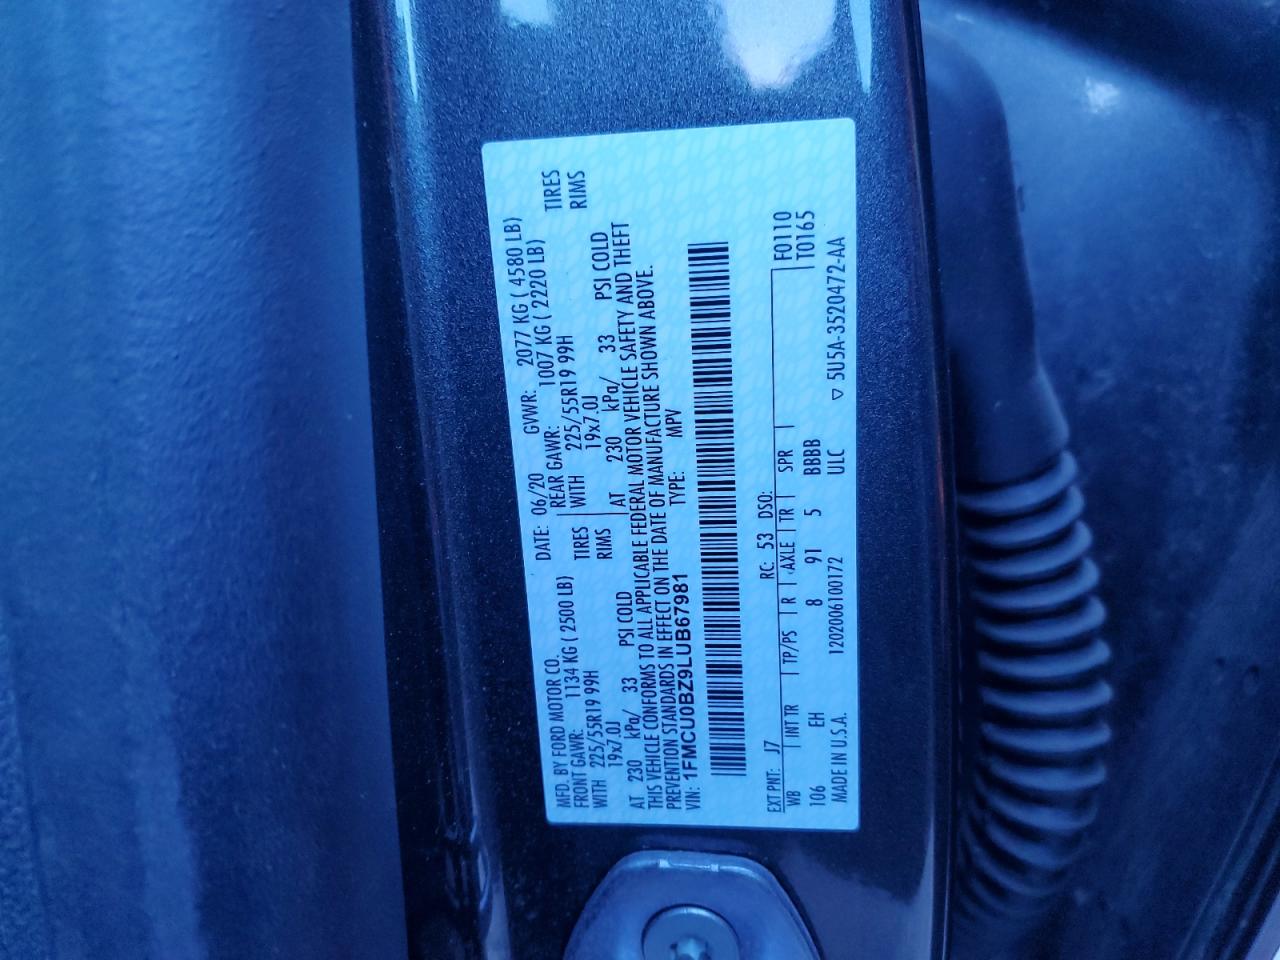 MFD. BY FORD MOTOR CO. DATE: 06/20 GVWR: 2077 KG ( 4580 LB)
FRONT GAWR: 1134 KG ( 2500 LB) REAR GAWR: 1007 KG ( 2220 LB)
WITH 225/55R19 99H TIRES WITH 225/55R19 99H TIRES
19x7.0J RIMS 19x7.0J RIMS
AT 230 kPa/ 33 PSI COLD AT 230 kPa/ 33 PSI COLD
THIS VEHICLE CONFORMS TO ALL APPLICABLE FEDERAL MOTOR VEHICLE SAFETY AND THEFT
PREVENTION STANDARDS IN EFFECT ON THE DATE OF MANUFACTURE SHOWN ABOVE.
VIN: 1FMCU0BZ9LUB67981 TYPE: MPV
EXT PNT: J7 RC: 53 DSO: F0110
WB INT TR TP/PS R AXLE TR SPR T0165
106 EH 8 91 5 BBBB
MADE IN U.S.A. 1202006100172 ULC ▽ 5U5A-3520472-AA